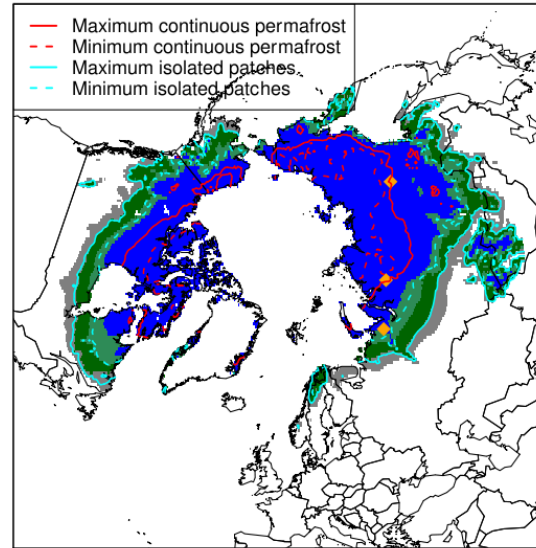 Maximum continuous permafrost
Minimum continuous permafrost
Maximum isolated patches
Minimum isolated patches